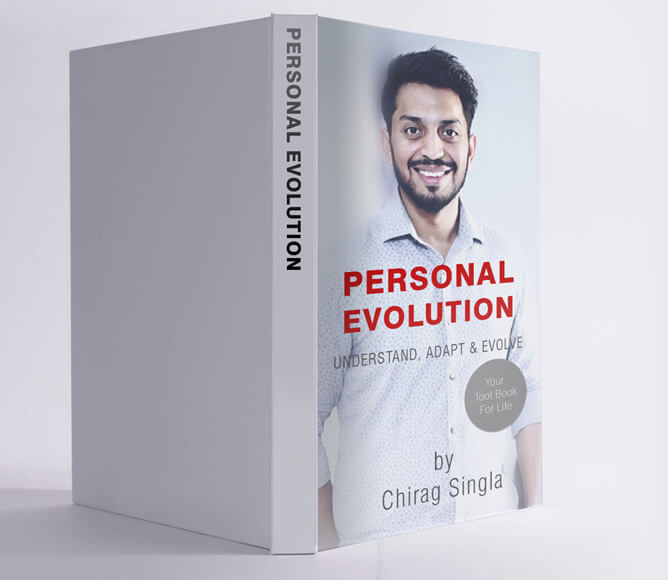 PERSONAL EVOLUTION
PERSONAL
EVOLUTION
UNDERSTAND, ADAPT & EVOLVE
Your
Tool Book
For Life
by
Chirag Singla